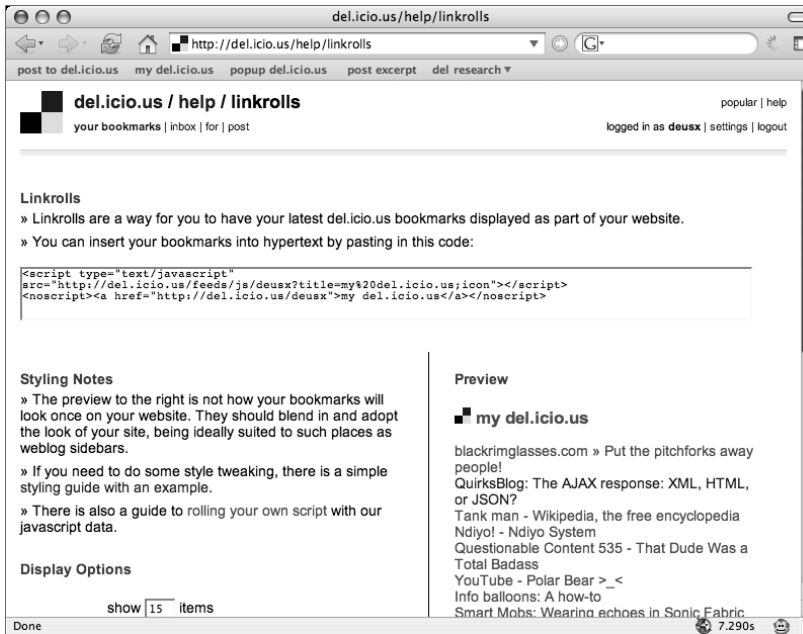 del.icio.us/help/linkrolls
http://del.icio.us/help/linkrolls
G
post to del.icio.us my del.icio.us popup del.icio.us post excerpt del research ▾
del.icio.us / help / linkrolls
popular | help
your bookmarks | inbox | for | post
logged in as deusx | settings | logout
Linkrolls
» Linkrolls are a way for you to have your latest del.icio.us bookmarks displayed as part of your website.
» You can insert your bookmarks into hypertext by pasting in this code:
<script type="text/javascript"
src="http://del.icio.us/feeds/js/deusx?title=my%20del.icio.us;icon"></script>
<noscript><a href="http://del.icio.us/deusx">my del.icio.us</a></noscript>
Styling Notes
» The preview to the right is not how your bookmarks will
look once on your website. They should blend in and adopt
the look of your site, being ideally suited to such places as
weblog sidebars.
» If you need to do some style tweaking, there is a simple
styling guide with an example.
» There is also a guide to rolling your own script with our
javascript data.
Display Options
show 15 items
Preview
my del.icio.us
blackrimglasses.com » Put the pitchforks away
people!
QuirksBlog: The AJAX response: XML, HTML,
or JSON?
Tank man - Wikipedia, the free encyclopedia
Ndiyo! - Ndiyo System
Questionable Content 535 - That Dude Was a
Total Badass
YouTube - Polar Bear >_<
Info balloons: A how-to
Smart Mobs: Wearing echoes in Sonic Fabric
Done
7.290s